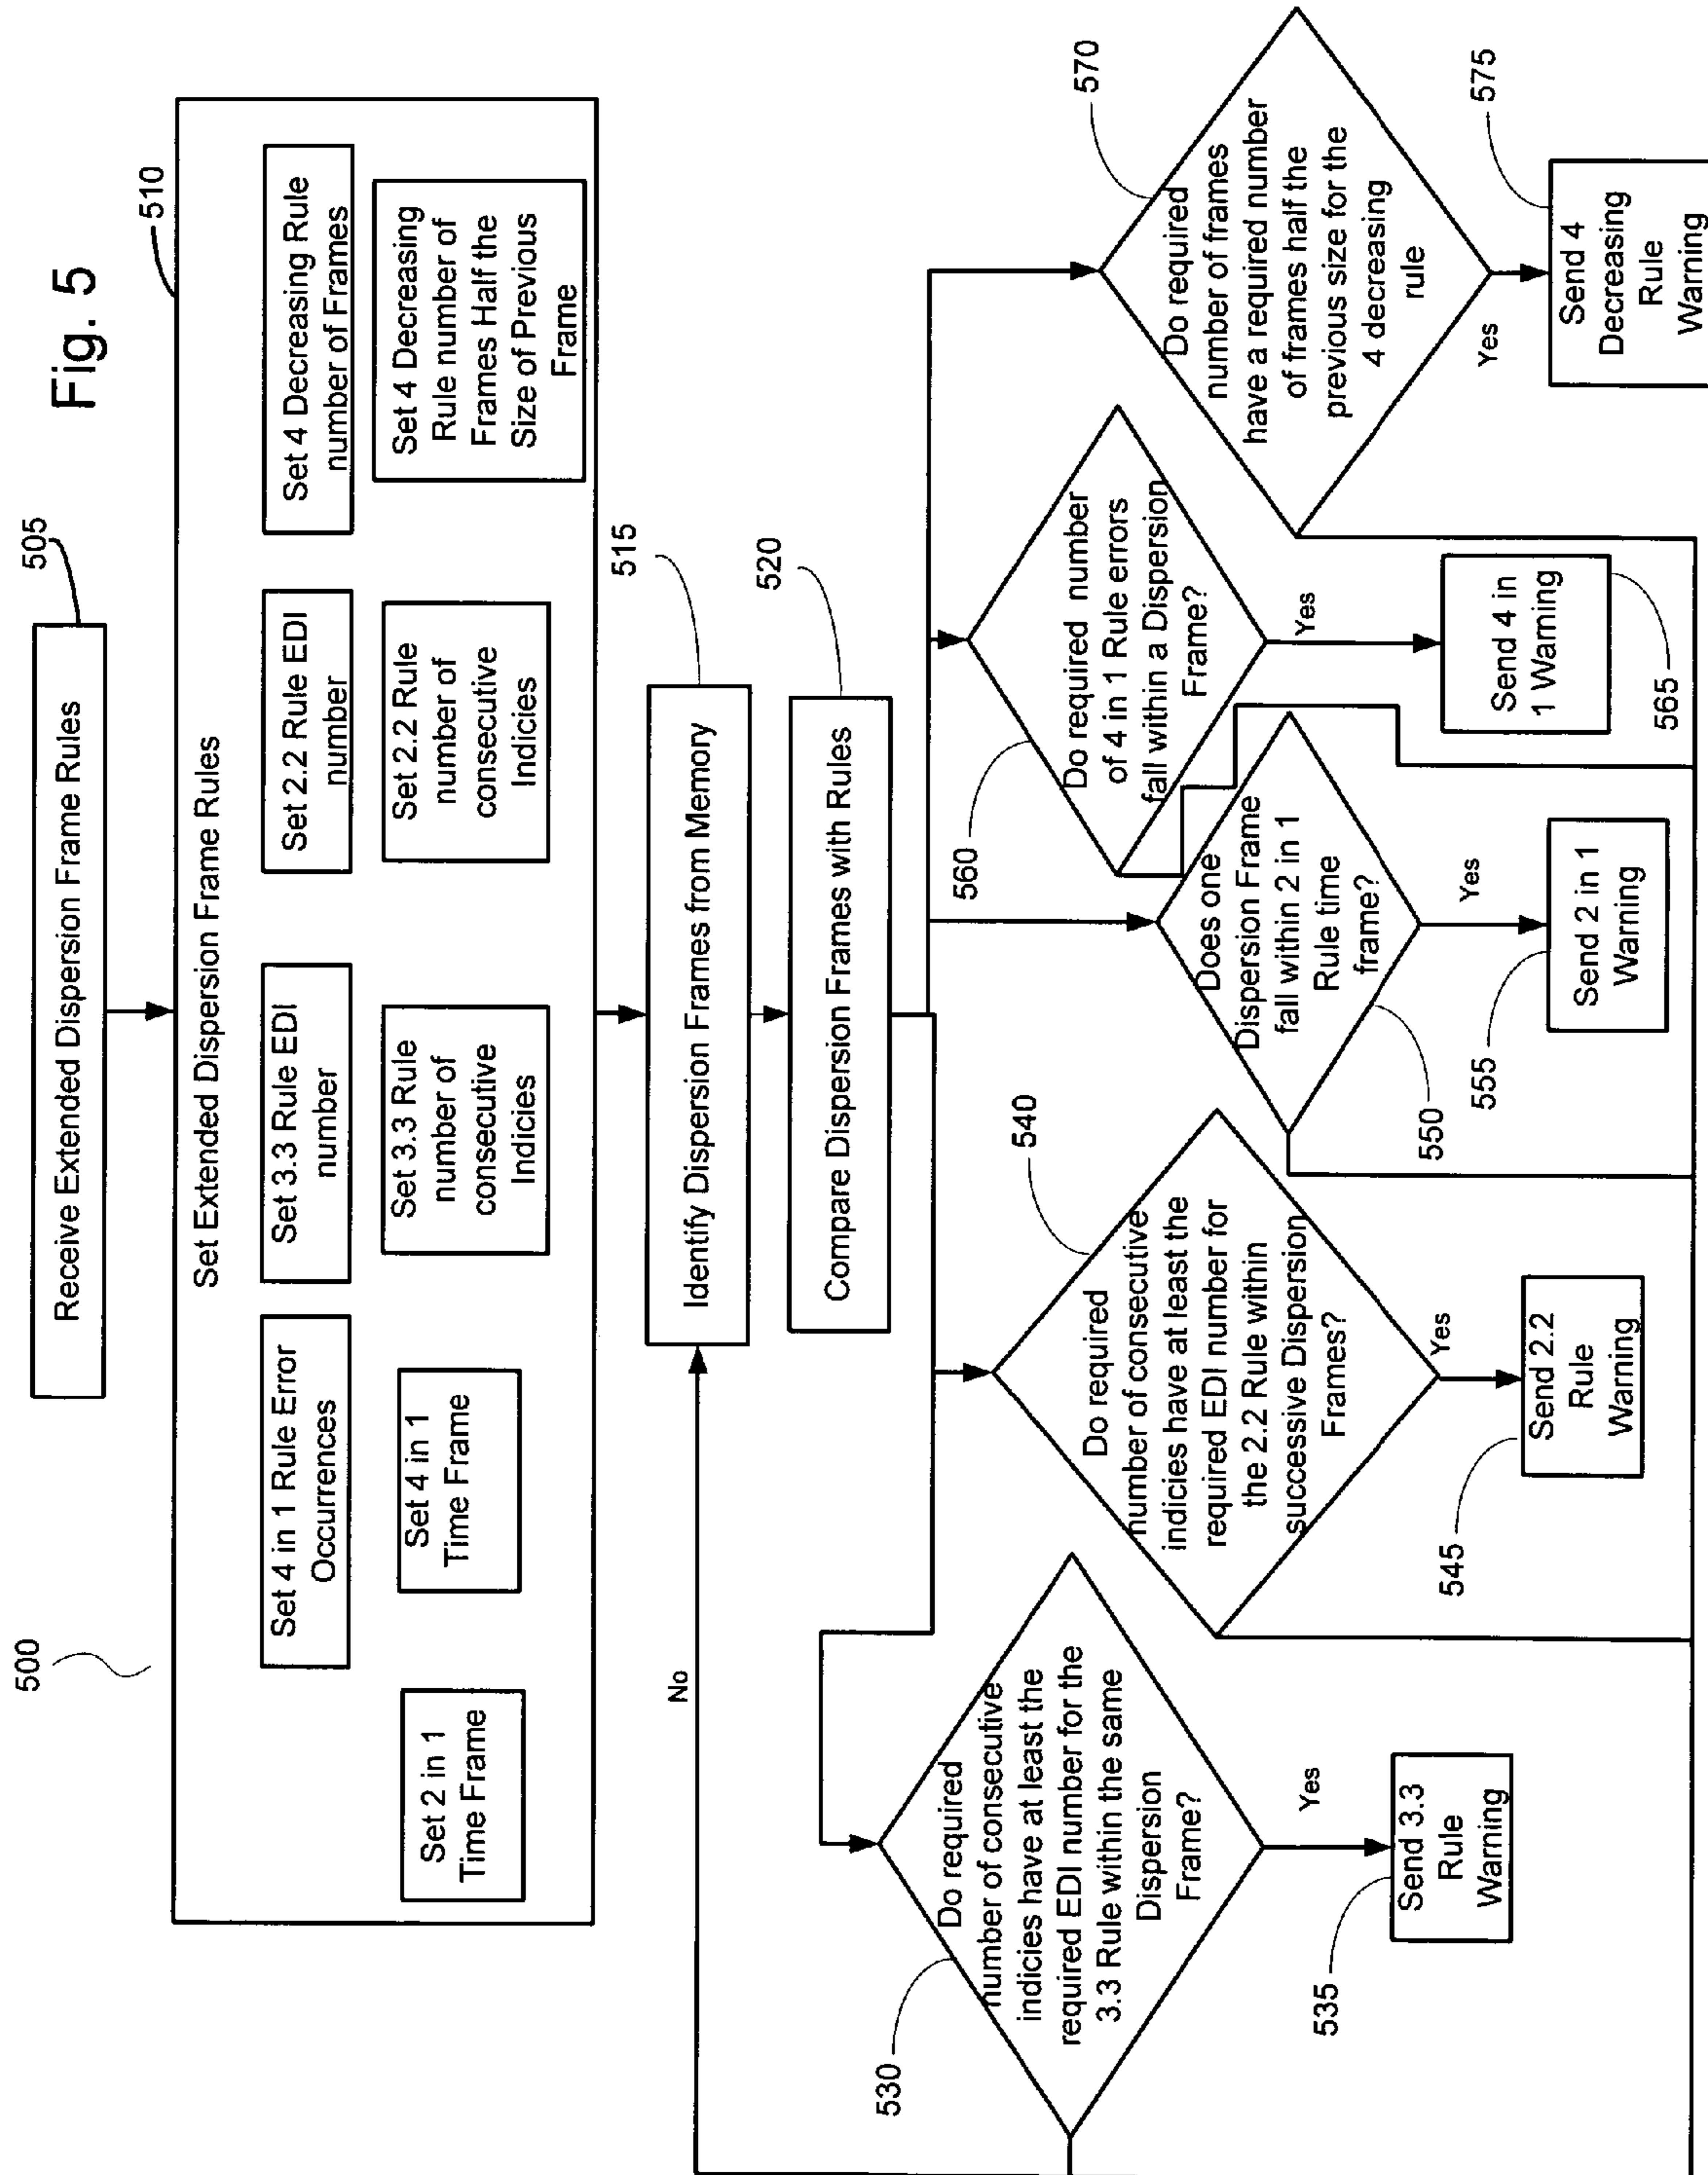 Fig. 5
500
Receive Extended Dispersion Frame Rules
505
510
Set Extended Dispersion Frame Rules
Set 2 in 1
Time Frame
Set 4 in 1 Rule Error
Occurrences
Set 4 in 1
Time Frame
Set 3.3 Rule EDI
number
Set 3.3 Rule
number of
consecutive
Indicies
Set 2.2 Rule EDI
number
Set 2.2 Rule
number of
consecutive
Indicies
Set 4 Decreasing Rule
number of Frames
Set 4 Decreasing
Rule number of
Frames Half the
Size of Previous
Frame
No
Identify Dispersion Frames from Memory
515
Compare Dispersion Frames with Rules
520
530
Do required
number of consecutive
indicies have at least the
required EDI number for the
3.3 Rule within the same
Dispersion
Frame?
Yes
535
Send 3.3
Rule
Warning
540
Do required
number of consecutive
indicies have at least the
required EDI number for
the 2.2 Rule within
successive Dispersion
Frames?
Yes
545
Send 2.2
Rule
Warning
550
Does one
Dispersion Frame
fall within 2 in 1
Rule time
frame?
Yes
555
Send 2 in 1
Warning
560
Do required number
of 4 in 1 Rule errors
fall within a Dispersion
Frame?
Yes
Send 4 in
1 Warning
565
570
Do required
number of frames
have a required number
of frames half the
previous size for the
4 decreasing
rule
Yes
575
Send 4
Decreasing
Rule
Warning